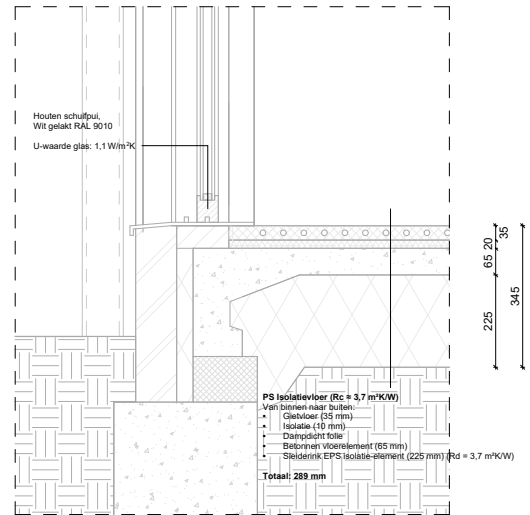 Houten schuifpui,
Wit gelakt RAL 9010
U-waarde glas: 1,1 W/m²K
35
20
65
225
345
PS Isolatievloer (Rc ≈ 3,7 m²K/W)
Van binnen naar buiten:
• Gietvloer (35 mm)
• Isolatie (10 mm)
• Dampdicht folie
• Betonnen vloerelement (65 mm)
• Slelderink EPS isolatie-element (225 mm) (Rd = 3,7 m²K/W)
Totaal: 289 mm